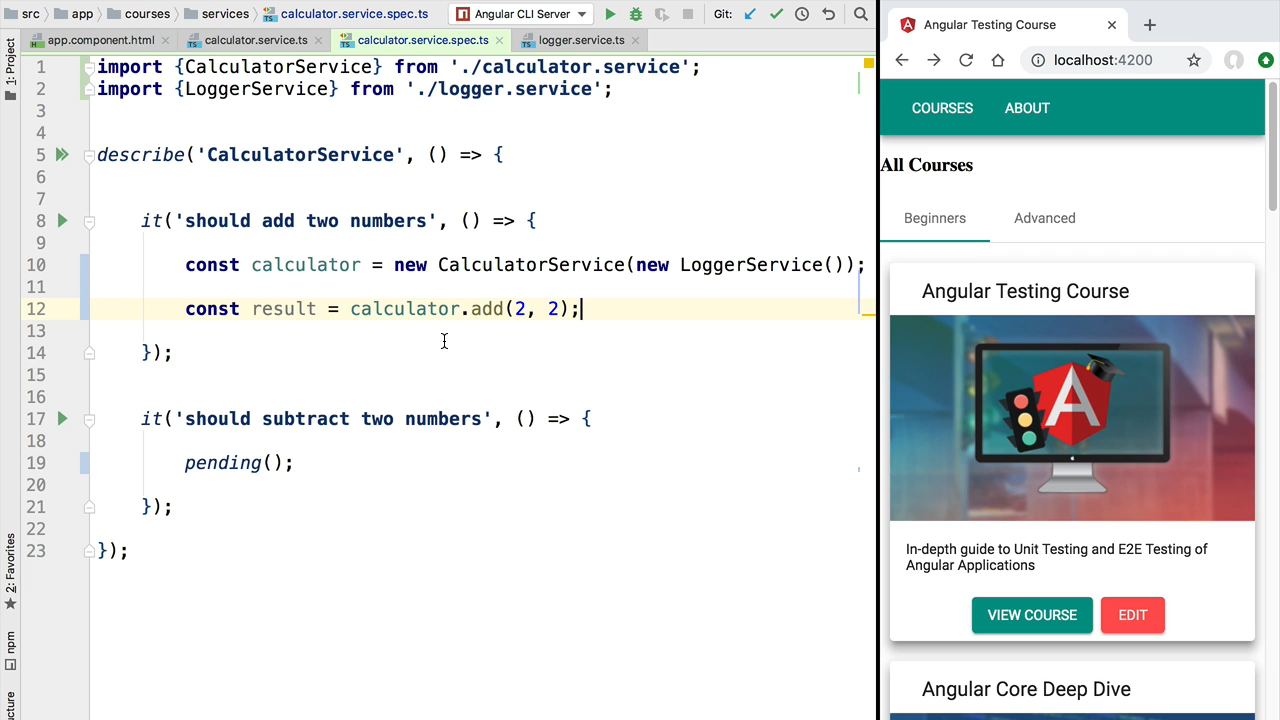 src app courses services calculator.service.spec.ts Angular CLI Server Git:
app.component.html calculator.service.ts calculator.service.spec.ts logger.service.ts
1: Project
2: Favorites
npm
ucture
1 import {CalculatorService} from './calculator.service';
2 import {LoggerService} from './logger.service';
3
4
5 describe('CalculatorService', () => {
6
7
8 it('should add two numbers', () => {
9
10 const calculator = new CalculatorService(new LoggerService());
11
12 const result = calculator.add(2, 2);
13
14 });
15
16
17 it('should subtract two numbers', () => {
18
19 pending();
20
21 });
22
23 });
Angular Testing Course
localhost:4200
COURSES ABOUT
All Courses
Beginners Advanced
Angular Testing Course
In-depth guide to Unit Testing and E2E Testing of
Angular Applications
VIEW COURSE EDIT
Angular Core Deep Dive